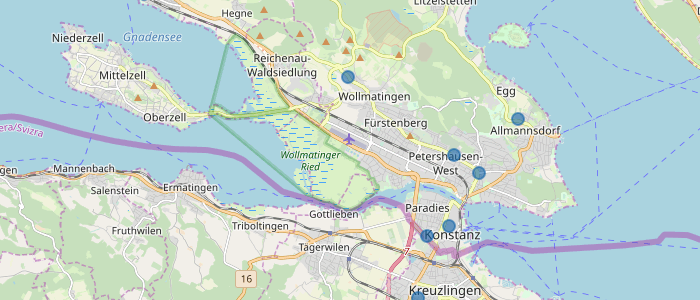 Hegne
Litzelstetten
Niederzell
Gnadensee
Mittelzell
Reichenau-
Waldsiedlung
Wollmatingen
Egg
Oberzell
Fürstenberg
Allmannsdorf
era/Svizra
Wollmatinger
Ried
Petershausen-
West
Mannenbach
ngen
Salenstein
Ermatingen
Gottlieben
Paradies
Fruthwilen
Triboltingen
Tägerwilen
Konstanz
16
Kreuzlingen